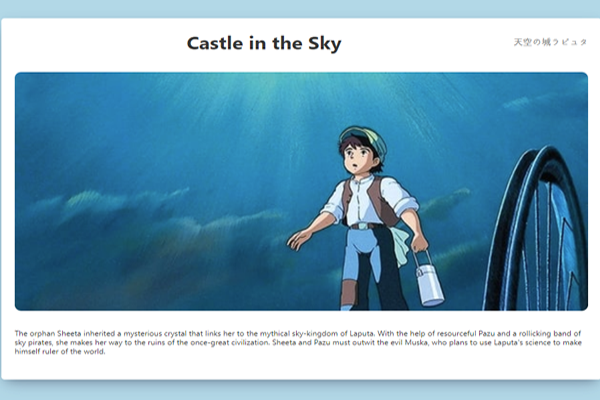 Castle in the Sky
天空の城ラピュタ
The orphan Sheeta inherited a mysterious crystal that links her to the mythical sky-kingdom of Laputa. With the help of resourceful Pazu and a rollicking band of
sky pirates, she makes her way to the ruins of the once-great civilization. Sheeta and Pazu must outwit the evil Muska, who plans to use Laputa's science to make
himself ruler of the world.